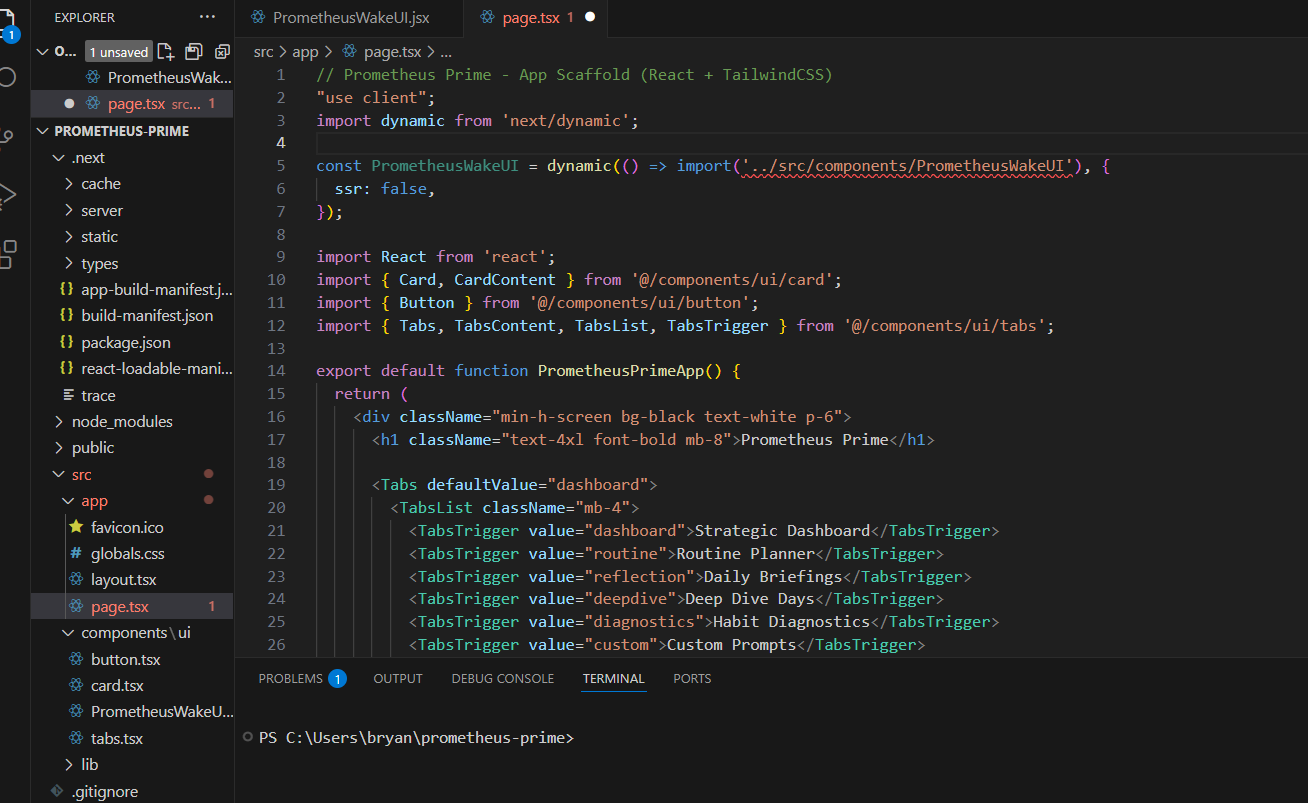 EXPLORER
...
O...
1 unsaved
PrometheusWak...
page.tsx src... 1
PROMETHEUS-PRIME
.next
cache
server
static
types
{} app-build-manifest.j...
{} build-manifest.json
{} package.json
{} react-loadable-mani...
trace
node_modules
public
src
app
favicon.ico
# globals.css
layout.tsx
page.tsx 1
components\ui
button.tsx
card.tsx
PrometheusWakeU...
tabs.tsx
lib
.gitignore
1
PrometheusWakeUI.jsx
page.tsx 1
src > app > page.tsx > ...
1 // Prometheus Prime - App Scaffold (React + TailwindCSS)
2 "use client";
3 import dynamic from 'next/dynamic';
4
5 const PrometheusWakeUI = dynamic(() => import('../src/components/PrometheusWakeUI'), {
6 ssr: false,
7 });
8
9 import React from 'react';
10 import { Card, CardContent } from '@/components/ui/card';
11 import { Button } from '@/components/ui/button';
12 import { Tabs, TabsContent, TabsList, TabsTrigger } from '@/components/ui/tabs';
13
14 export default function PrometheusPrimeApp() {
15 return (
16 <div className="min-h-screen bg-black text-white p-6">
17 <h1 className="text-4xl font-bold mb-8">Prometheus Prime</h1>
18
19 <Tabs defaultValue="dashboard">
20 <TabsList className="mb-4">
21 <TabsTrigger value="dashboard">Strategic Dashboard</TabsTrigger>
22 <TabsTrigger value="routine">Routine Planner</TabsTrigger>
23 <TabsTrigger value="reflection">Daily Briefings</TabsTrigger>
24 <TabsTrigger value="deepdive">Deep Dive Days</TabsTrigger>
25 <TabsTrigger value="diagnostics">Habit Diagnostics</TabsTrigger>
26 <TabsTrigger value="custom">Custom Prompts</TabsTrigger>
PROBLEMS 1 OUTPUT DEBUG CONSOLE TERMINAL PORTS
PS C:\Users\bryan\prometheus-prime>